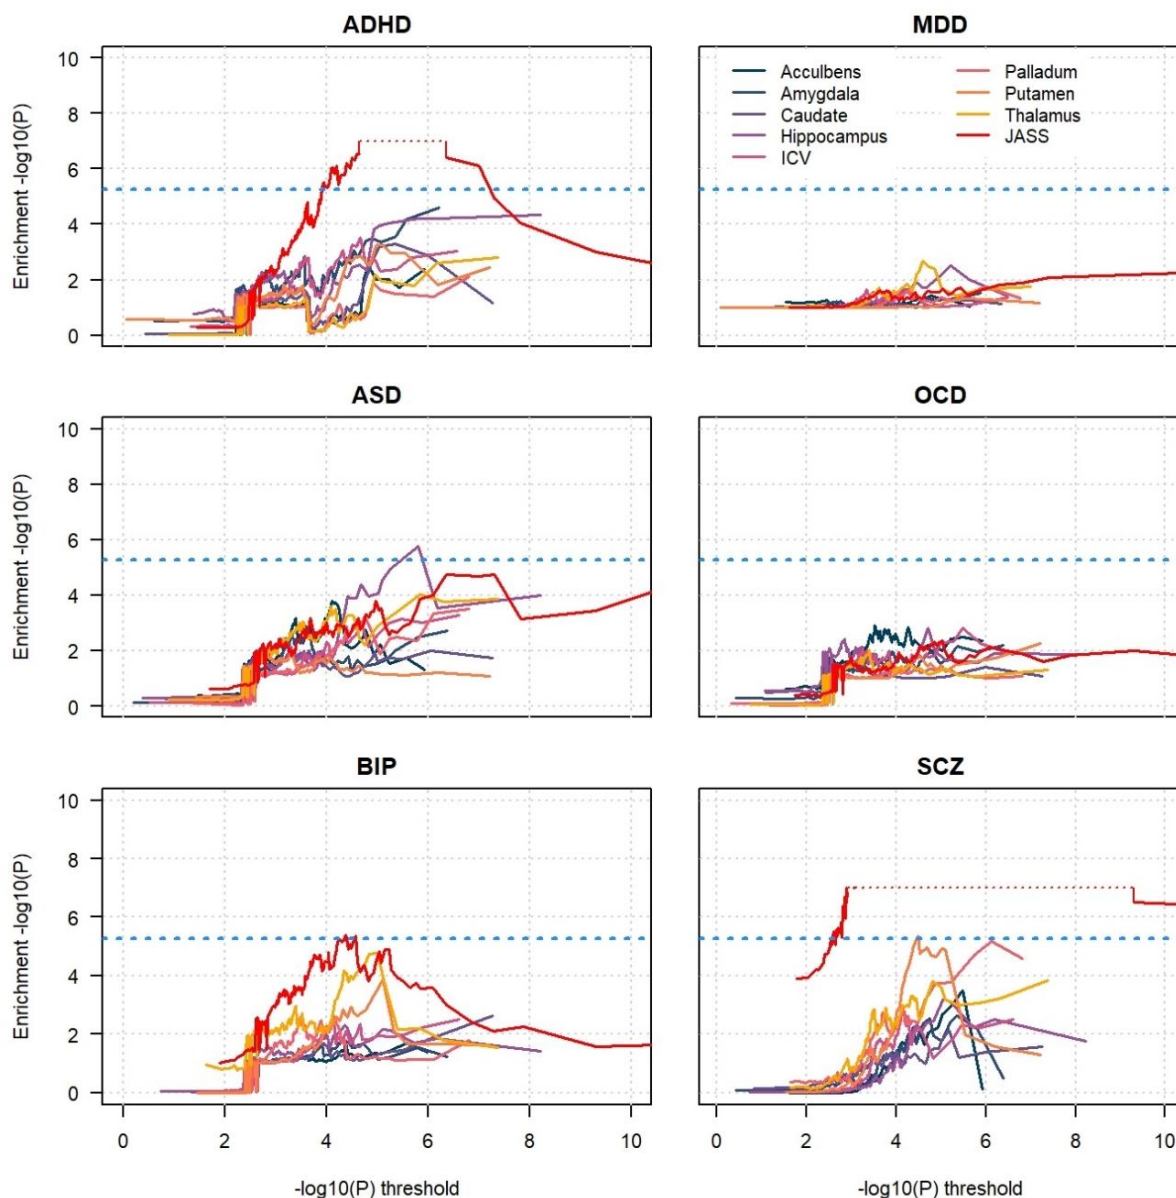 ADHD
MDD
Enrichment -log10(P)
10
8
6
4
2
0
Acculbens
Amygdala
Caudate
Hippocampus
ICV
Palladum
Putamen
Thalamus
JASS
ASD
OCD
Enrichment -log10(P)
10
8
6
4
2
0
BIP
SCZ
Enrichment -log10(P)
10
8
6
4
2
0
0 2 4 6 8 10
0 2 4 6 8 10
-log10(P) threshold
-log10(P) threshold